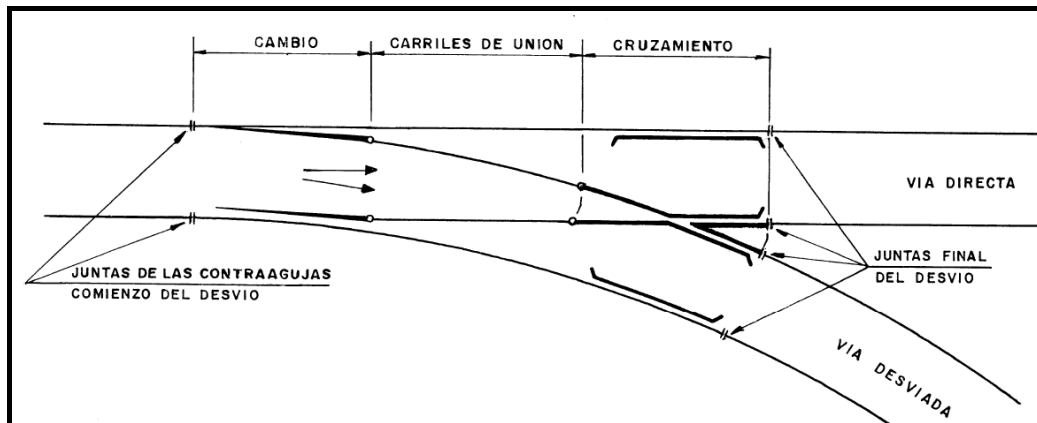 CAMBIO
CARRILES DE UNION
CRUZAMIENTO
VIA DIRECTA
JUNTAS DE LAS CONTRAAGUJAS
COMIENZO DEL DESVIO
JUNTAS FINAL
DEL DESVIO
VIA DESVIADA